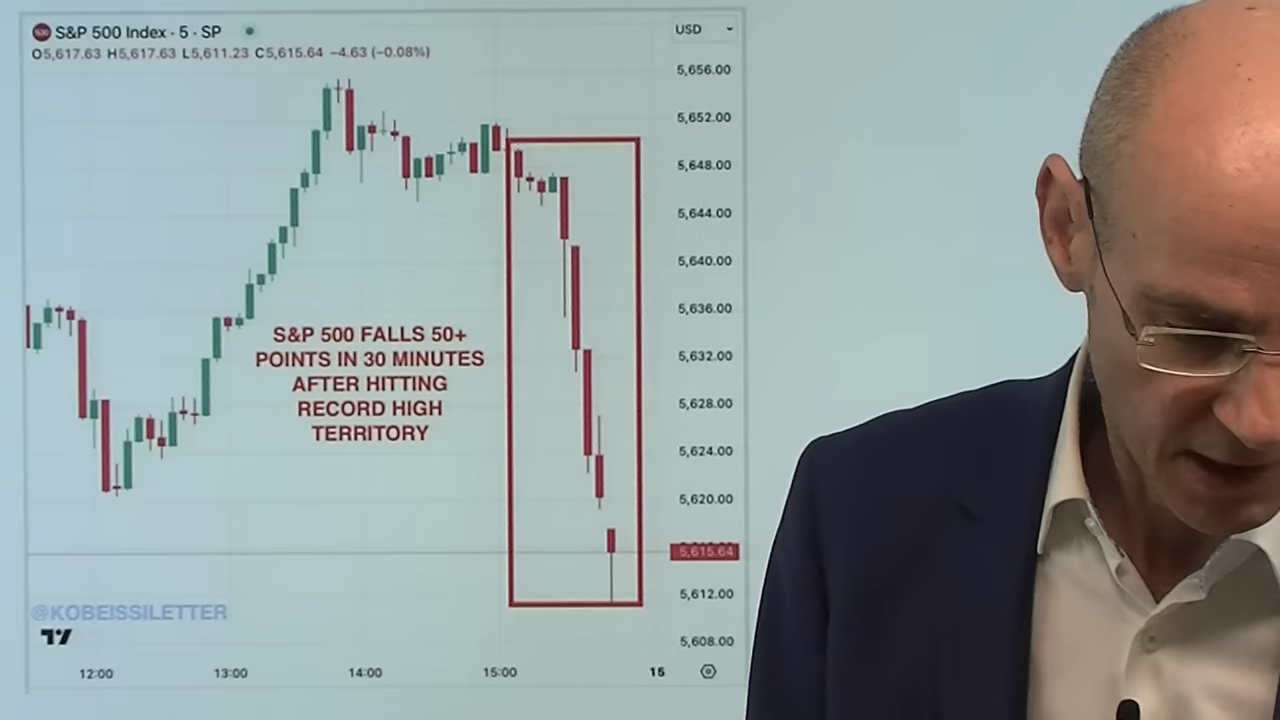 500 S&P 500 Index · 5 · SP
USD
O5,617.63 H5,617.63 L5,611.23 C5,615.64 −4.63 (−0.08%)
5,656.00
5,652.00
5,648.00
5,644.00
5,640.00
5,636.00
5,632.00
5,628.00
5,624.00
5,620.00
5,615.64
5,612.00
5,608.00
S&P 500 FALLS 50+
POINTS IN 30 MINUTES
AFTER HITTING
RECORD HIGH
TERRITORY
@KOBEISSILETTER
12:00 13:00 14:00 15:00 15